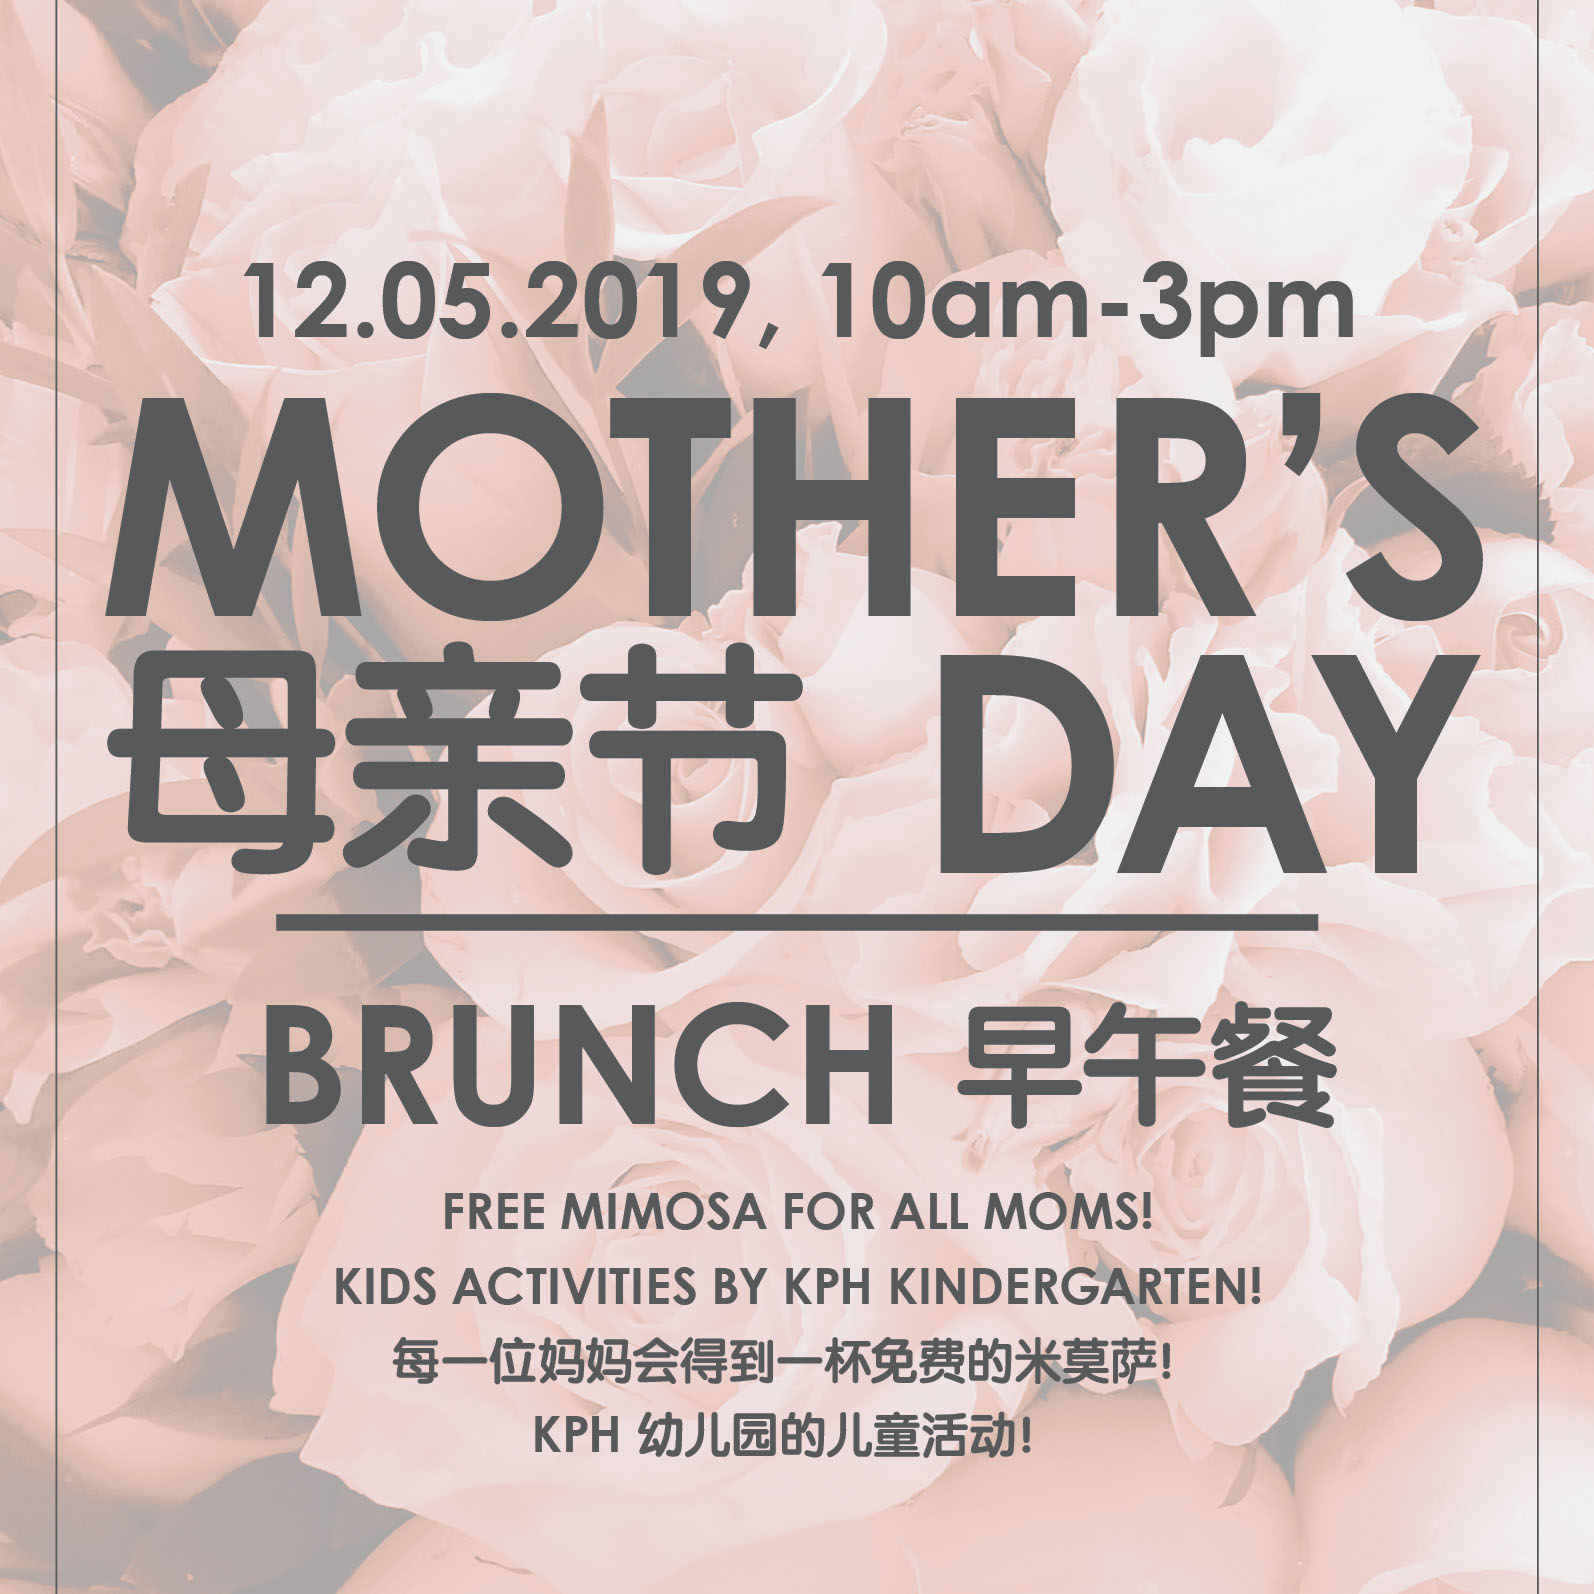 12.05.2019, 10am-3pm
MOTHER'S
母亲节 DAY
BRUNCH 早午餐
FREE MIMOSA FOR ALL MOMS!
KIDS ACTIVITIES BY KPH KINDERGARTEN!
每一位妈妈会得到一杯免费的米莫萨!
KPH 幼儿园的儿童活动!